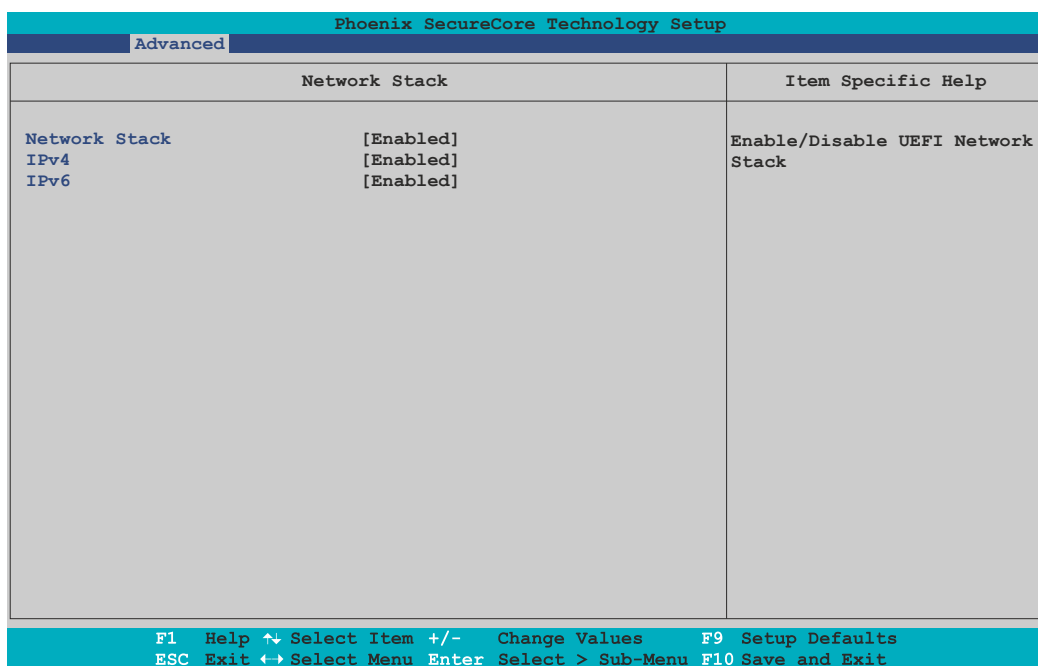 Phoenix SecureCore Technology Setup
Advanced
Network Stack
Item Specific Help
Network Stack [Enabled]
IPv4 [Enabled]
IPv6 [Enabled]
Enable/Disable UEFI Network
Stack
F1 Help ↑↓ Select Item +/- Change Values F9 Setup Defaults
ESC Exit ←→ Select Menu Enter Select > Sub-Menu F10 Save and Exit